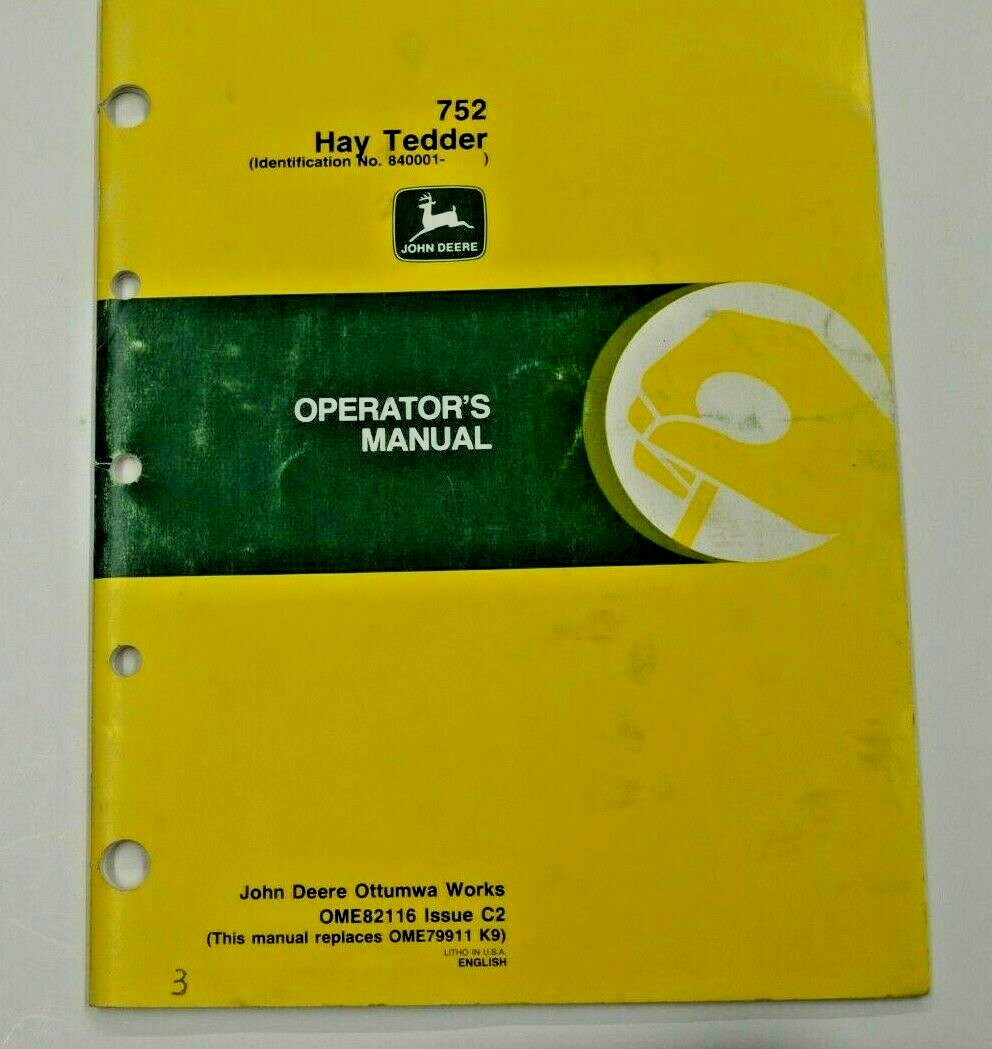 752
Hay Tedder
(Identification No. 840001- )
JOHN DEERE
OPERATOR'S
MANUAL
John Deere Ottumwa Works
OME82116 Issue C2
(This manual replaces OME79911 K9)
LITHO IN U.S.A.
ENGLISH
3